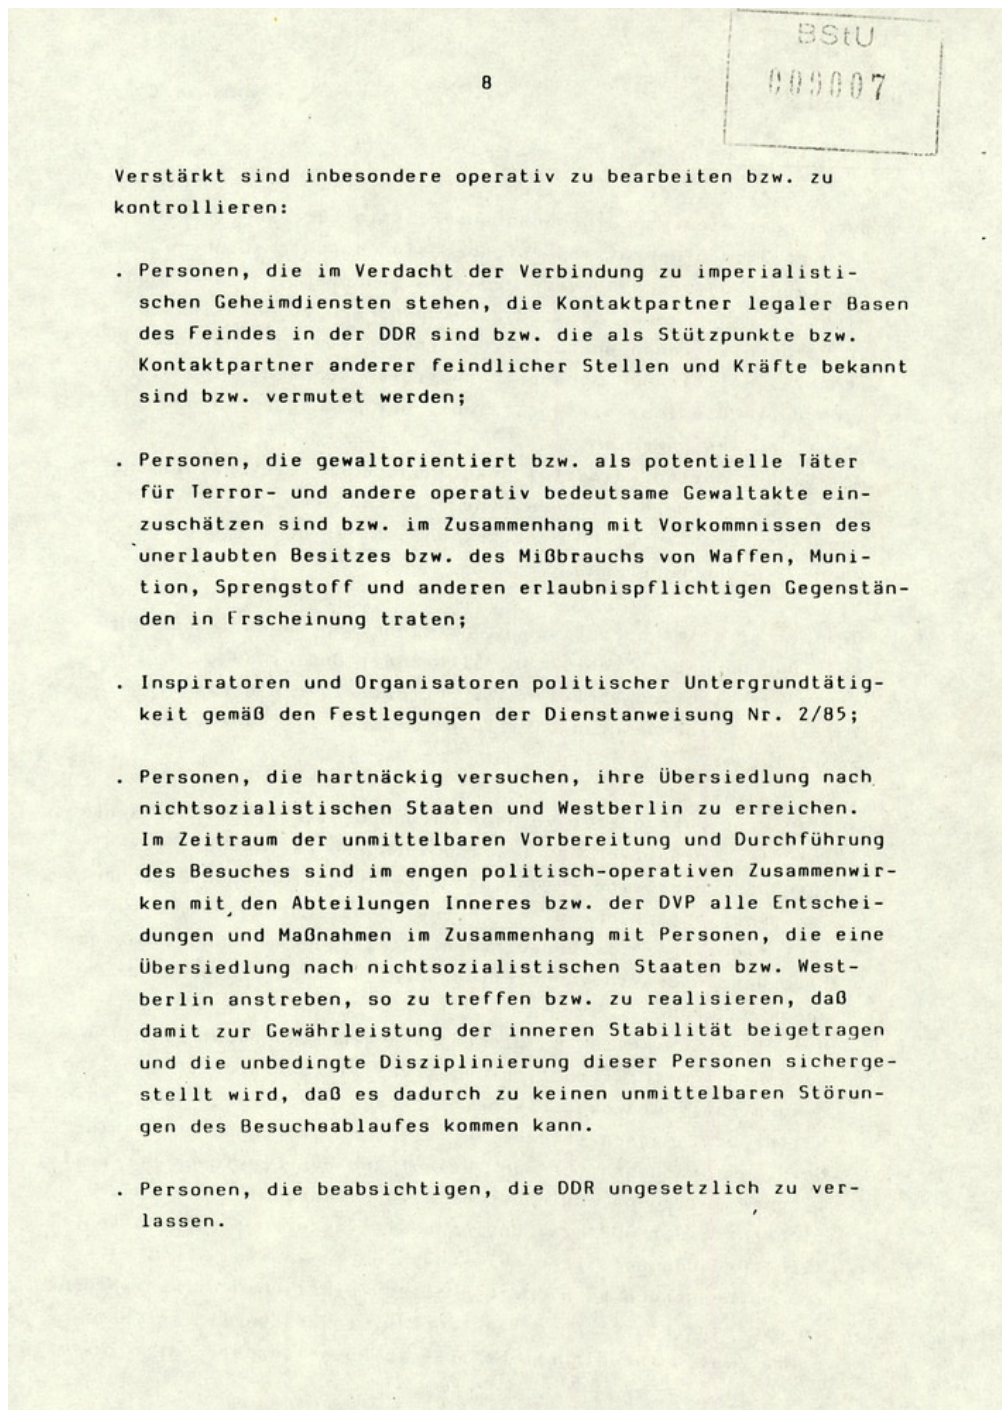 BStU
000007
8
Verstärkt sind inbesondere operativ zu bearbeiten bzw. zu
kontrollieren:
. Personen, die im Verdacht der Verbindung zu imperialisti-
schen Geheimdiensten stehen, die Kontaktpartner legaler Basen
des Feindes in der DDR sind bzw. die als Stützpunkte bzw.
Kontaktpartner anderer feindlicher Stellen und Kräfte bekannt
sind bzw. vermutet werden;
. Personen, die gewaltorientiert bzw. als potentielle Täter
für Terror- und andere operativ bedeutsame Gewaltakte ein-
zuschätzen sind bzw. im Zusammenhang mit Vorkommnissen des
unerlaubten Besitzes bzw. des Mißbrauchs von Waffen, Muni-
tion, Sprengstoff und anderen erlaubnispflichtigen Gegenstän-
den in Erscheinung traten;
. Inspiratoren und Organisatoren politischer Untergrundtätig-
keit gemäß den Festlegungen der Dienstanweisung Nr. 2/85;
. Personen, die hartnäckig versuchen, ihre Übersiedlung nach
nichtsozialistischen Staaten und Westberlin zu erreichen.
Im Zeitraum der unmittelbaren Vorbereitung und Durchführung
des Besuches sind im engen politisch-operativen Zusammenwir-
ken mit den Abteilungen Inneres bzw. der DVP alle Entschei-
dungen und Maßnahmen im Zusammenhang mit Personen, die eine
Übersiedlung nach nichtsozialistischen Staaten bzw. West-
berlin anstreben, so zu treffen bzw. zu realisieren, daß
damit zur Gewährleistung der inneren Stabilität beigetragen
und die unbedingte Disziplinierung dieser Personen sicherge-
stellt wird, daß es dadurch zu keinen unmittelbaren Störun-
gen des Besuchsablaufes kommen kann.
. Personen, die beabsichtigen, die DDR ungesetzlich zu ver-
lassen.